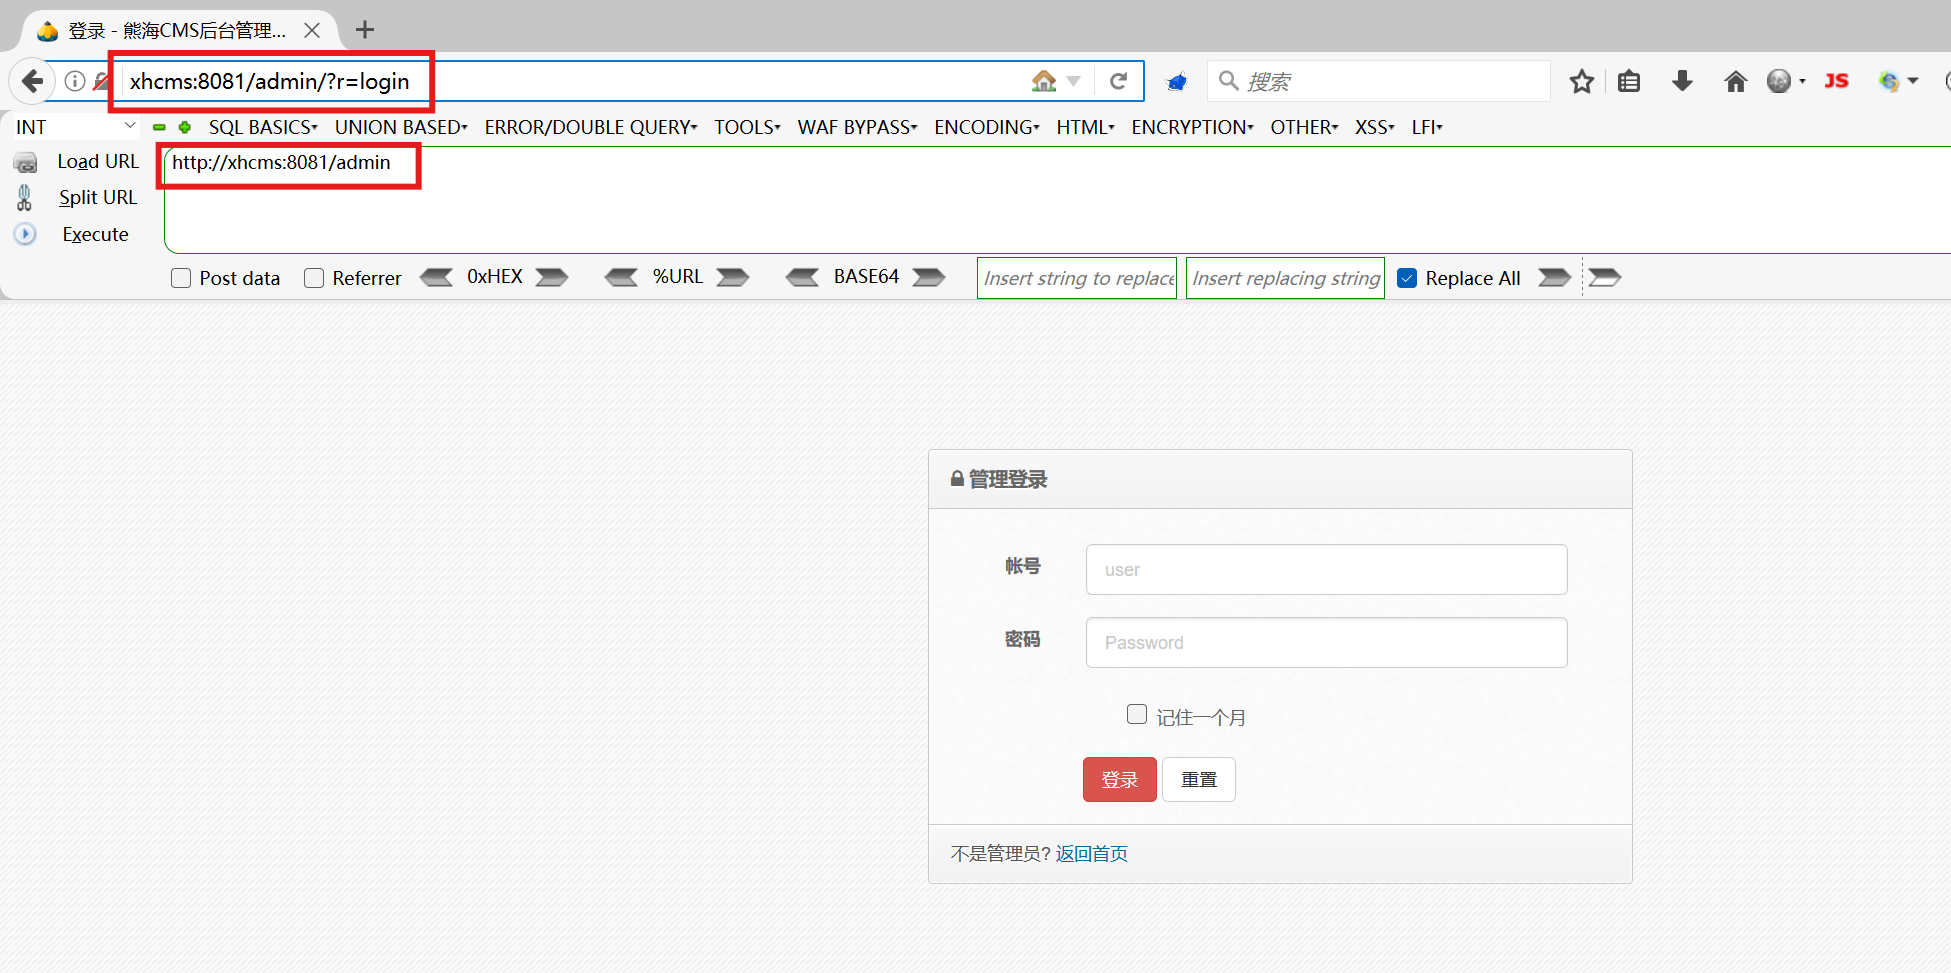 登录 - 熊海CMS后台管理...
xhcms:8081/admin/?r=login
搜索
JS
INT
SQL BASICS
UNION BASED
ERROR/DOUBLE QUERY
TOOLS
WAF BYPASS
ENCODING
HTML
ENCRYPTION
OTHER
XSS
LFI
Load URL
http://xhcms:8081/admin
Split URL
Execute
Post data
Referrer
0xHEX
%URL
BASE64
Insert string to replace
Insert replacing string
Replace All
管理登录
帐号
user
密码
Password
记住一个月
登录
重置
不是管理员? 返回首页